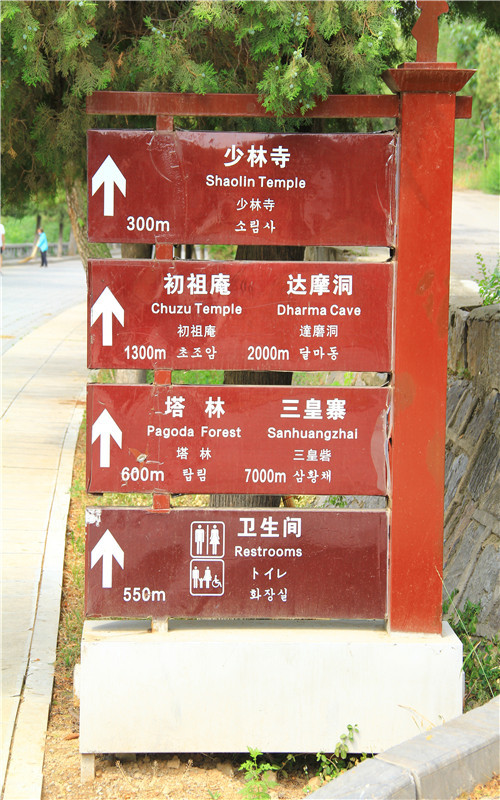 少林寺
Shaolin Temple
少林寺
300m 소림사
初祖庵 达摩洞
Chuzu Temple Dharma Cave
初祖庵 達磨洞
1300m 초조암 2000m 달마동
塔 林 三皇寨
Pagoda Forest Sanhuangzhai
塔 林 三皇砦
600m 탑림 7000m 삼황채
卫生间
Restrooms
トイレ
550m 화장실